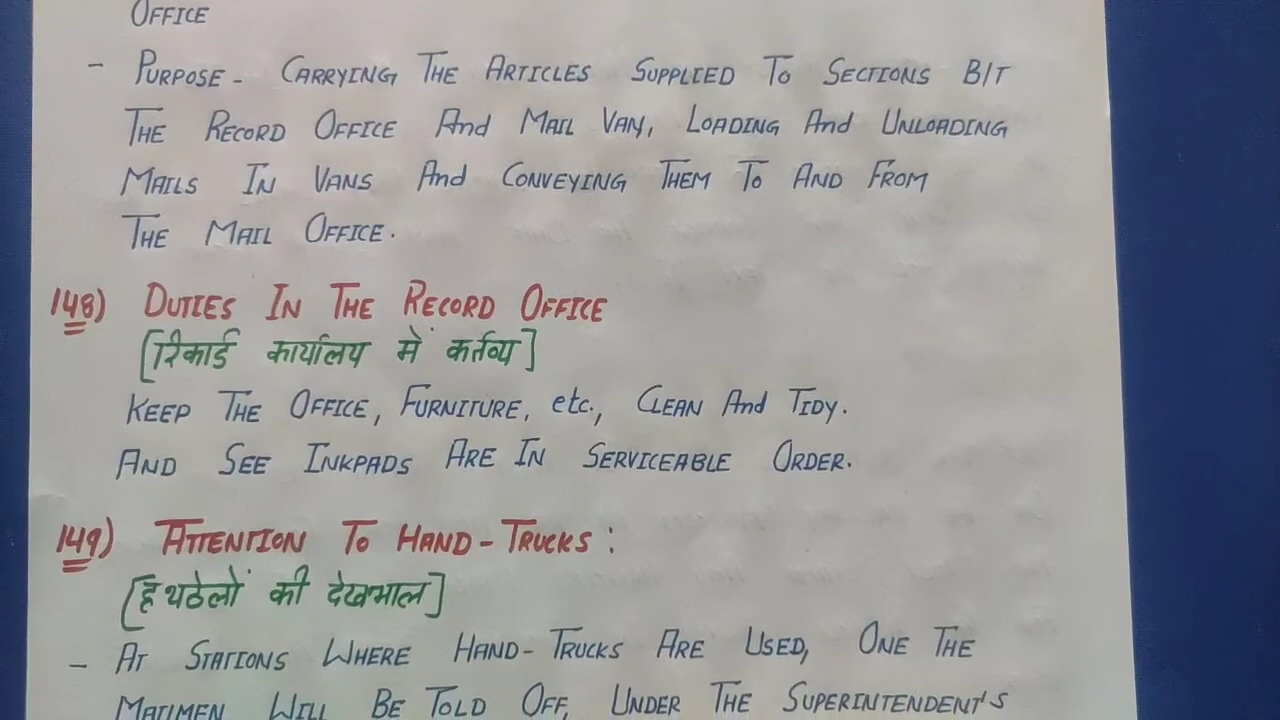 OFFICE
- PURPOSE - CARRYING THE ARTICLES SUPPLIED TO SECTIONS B/T
THE RECORD OFFICE And MAIL VAN, LOADING And UNLOADING
MAILS IN VANS And CONVEYING THEM TO AND FROM
THE MAIL OFFICE.
148) DUTIES IN THE RECORD OFFICE
[रिकार्ड कार्यालय में कर्तव्य]
KEEP THE OFFICE, FURNITURE, etc., CLEAN And TIDY.
AND SEE INKPADS ARE IN SERVICEABLE ORDER.
149) ATTENTION TO HAND-TRUCKS:
[हथठेलों की देखभाल]
- AT STATIONS WHERE HAND-TRUCKS ARE USED, ONE THE
MAILMEN WILL BE TOLD OFF, UNDER THE SUPERINTENDENT'S